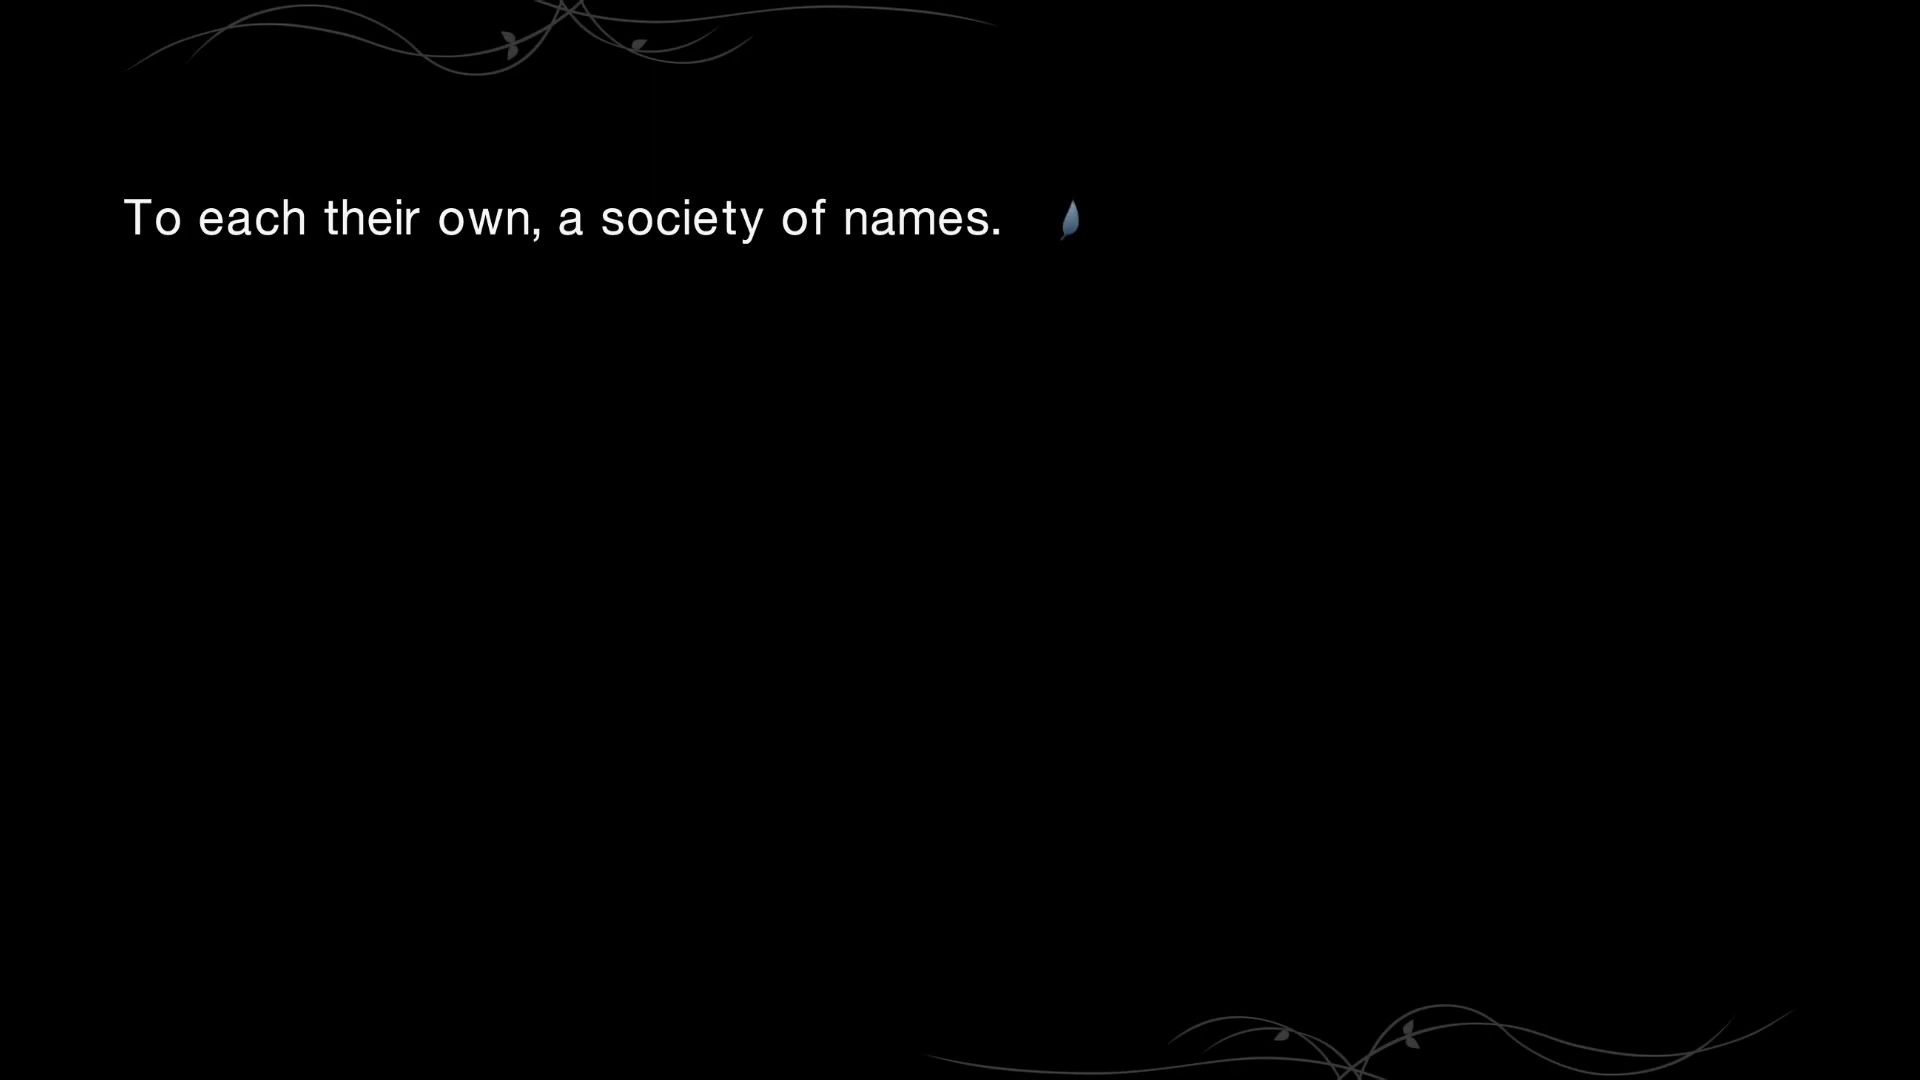 To each their own, a society of names.